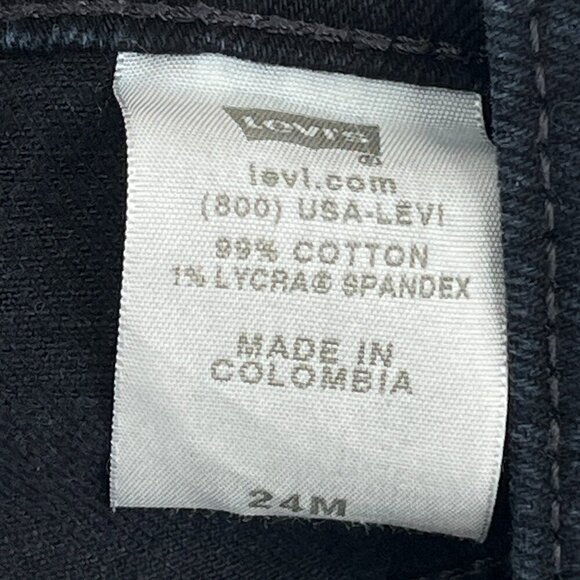 LEVI'S
®
levi.com
(800) USA-LEVI
99% COTTON
1% LYCRA® SPANDEX
MADE IN
COLOMBIA
24M